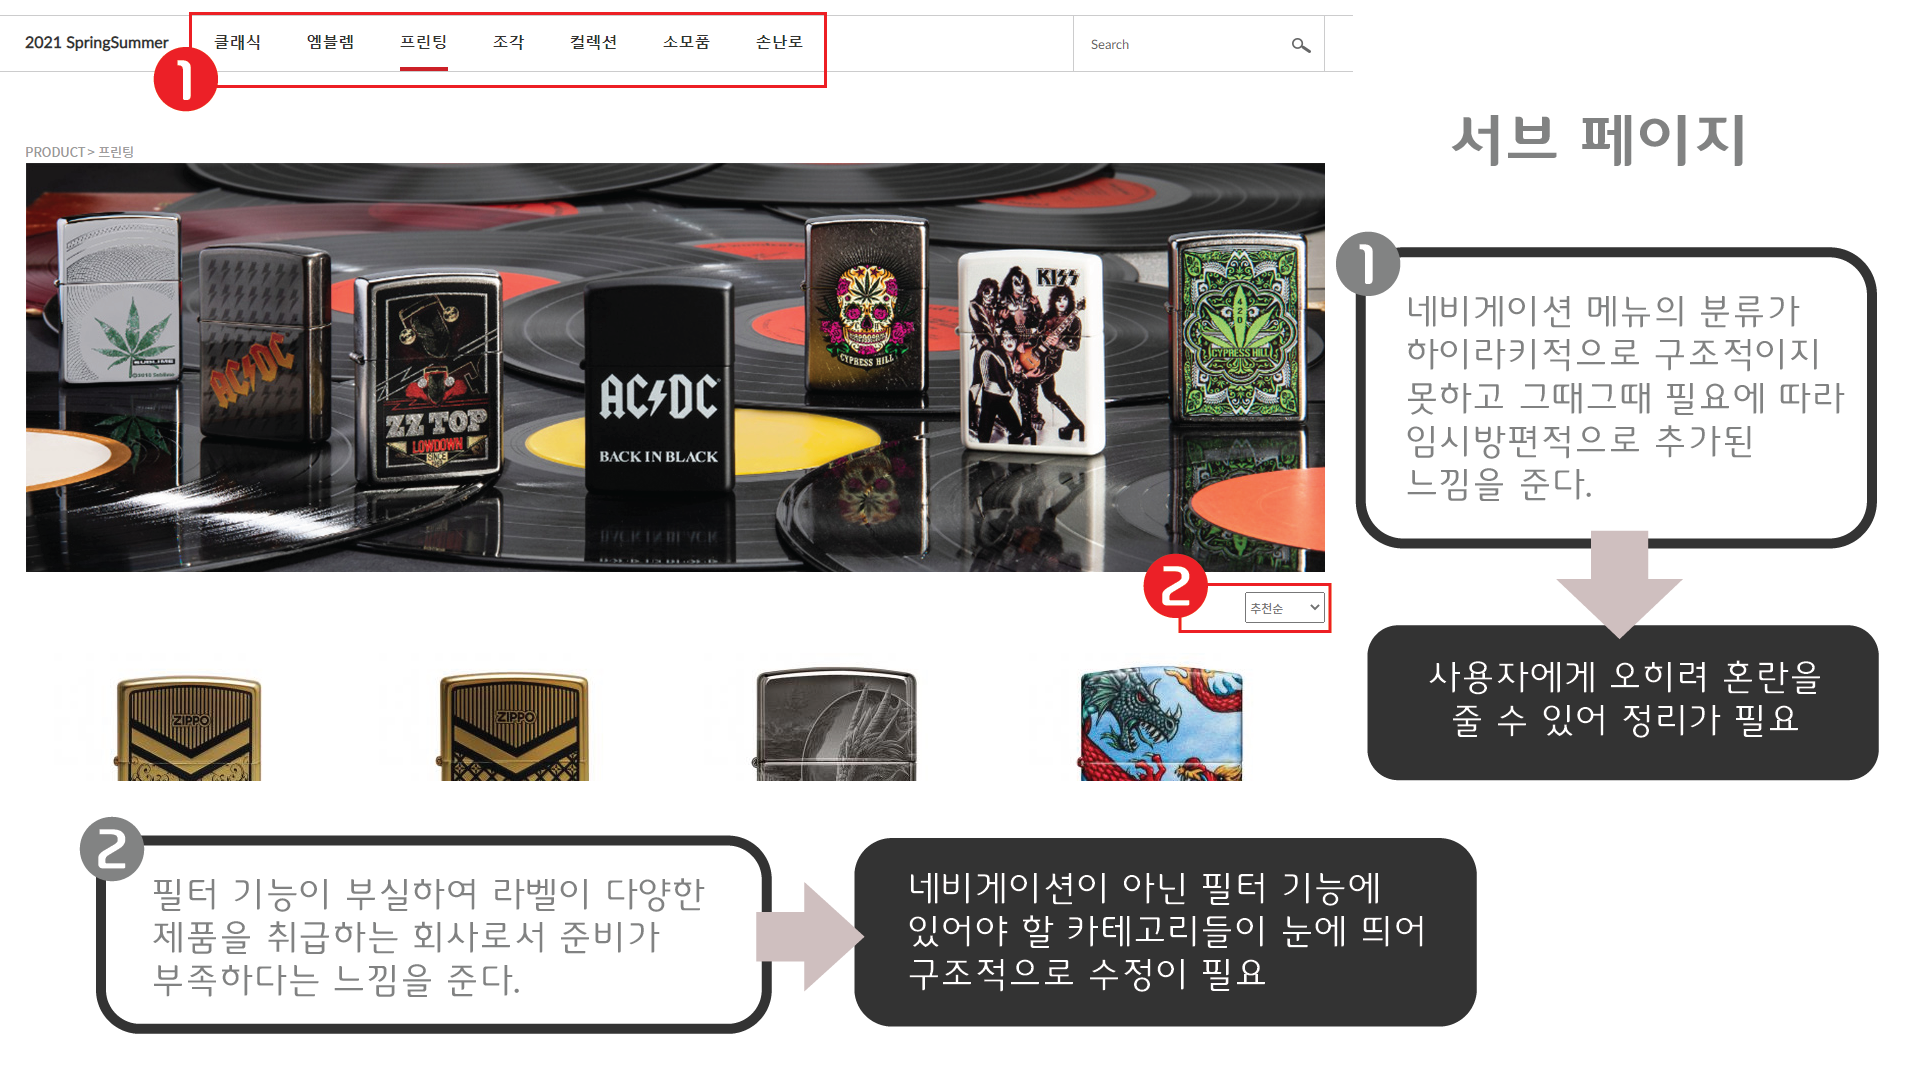 2021 SpringSummer 클래식 엠블렘 프린팅 조각 컬렉션 소모품 손난로 Search
1
PRODUCT > 프린팅
서브 페이지
SUBLIME
AC/DC
ZZ TOP
LOWDOWN
SINCE
AC/DC
BACK IN BLACK
CYPRESS HILL
KISS
420
CYPRESS HILL
2
추천순
ZIPPO
ZIPPO
1
네비게이션 메뉴의 분류가
하이라키적으로 구조적이지
못하고 그때그때 필요에 따라
임시방편적으로 추가된
느낌을 준다.
사용자에게 오히려 혼란을
줄 수 있어 정리가 필요
2
필터 기능이 부실하여 라벨이 다양한
제품을 취급하는 회사로서 준비가
부족하다는 느낌을 준다.
네비게이션이 아닌 필터 기능에
있어야 할 카테고리들이 눈에 띄어
구조적으로 수정이 필요